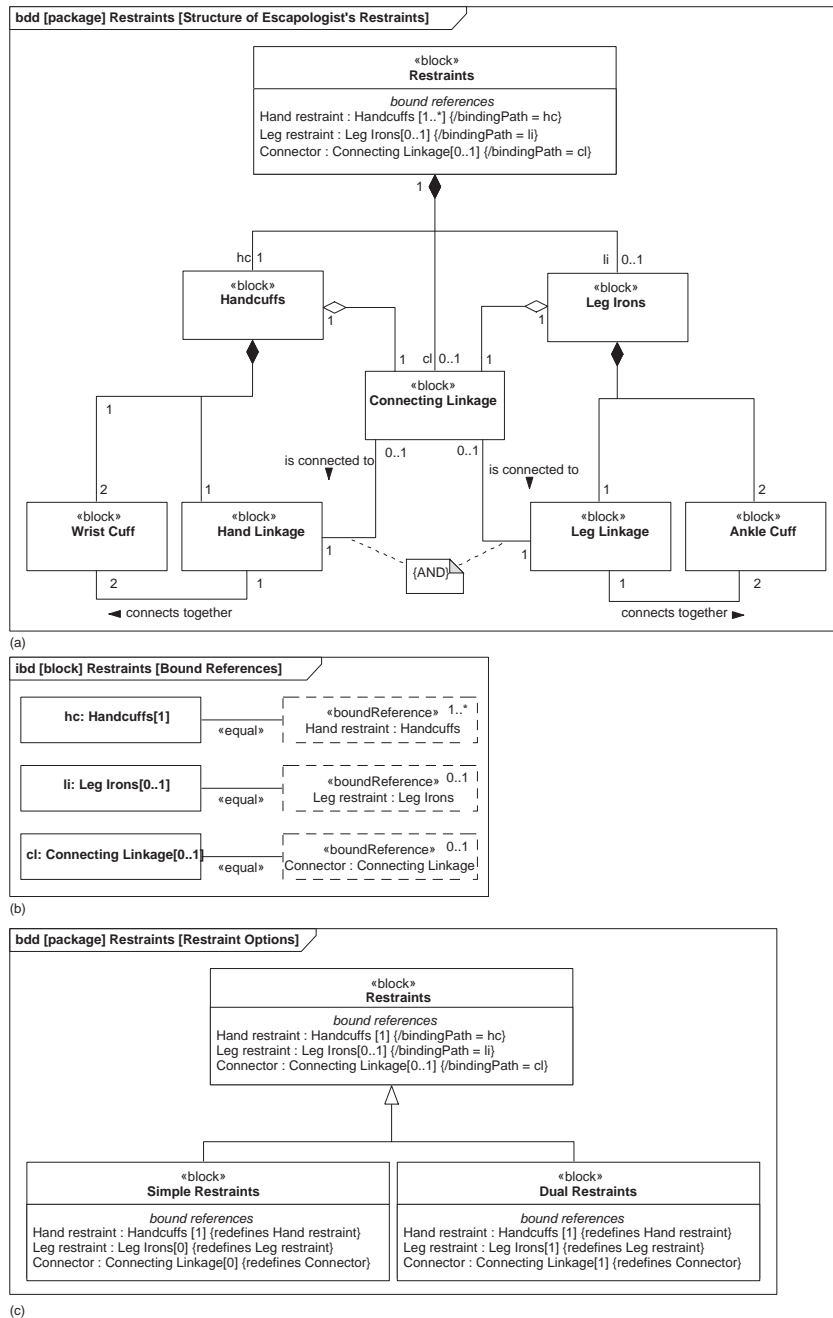 bdd [package] Restraints [Structure of Escapologist's Restraints]
«block»
Restraints
bound references
Hand restraint : Handcuffs [1..*] {/bindingPath = hc}
Leg restraint : Leg Irons[0..1] {/bindingPath = li}
Connector : Connecting Linkage[0..1] {/bindingPath = cl}
1
hc 1
li 0..1
«block»
Handcuffs
1
«block»
Leg Irons
1
1
cl 0..1
1
«block»
Connecting Linkage
1
0..1
0..1
is connected to
is connected to
2
1
1
2
«block»
Wrist Cuff
«block»
Hand Linkage
1
«block»
Leg Linkage
1
«block»
Ankle Cuff
{AND}
2
1
1
2
connects together
connects together
(a)
ibd [block] Restraints [Bound References]
hc: Handcuffs[1]
«equal»
«boundReference» 1..*
Hand restraint : Handcuffs
li: Leg Irons[0..1]
«equal»
«boundReference» 0..1
Leg restraint : Leg Irons
cl: Connecting Linkage[0..1]
«equal»
«boundReference» 0..1
Connector : Connecting Linkage
(b)
bdd [package] Restraints [Restraint Options]
«block»
Restraints
bound references
Hand restraint : Handcuffs [1] {/bindingPath = hc}
Leg restraint : Leg Irons[0..1] {/bindingPath = li}
Connector : Connecting Linkage[0..1] {/bindingPath = cl}
«block»
Simple Restraints
bound references
Hand restraint : Handcuffs [1] {redefines Hand restraint}
Leg restraint : Leg Irons[0] {redefines Leg restraint}
Connector : Connecting Linkage[0] {redefines Connector}
«block»
Dual Restraints
bound references
Hand restraint : Handcuffs [1] {redefines Hand restraint}
Leg restraint : Leg Irons[1] {redefines Leg restraint}
Connector : Connecting Linkage[1] {redefines Connector}
(c)